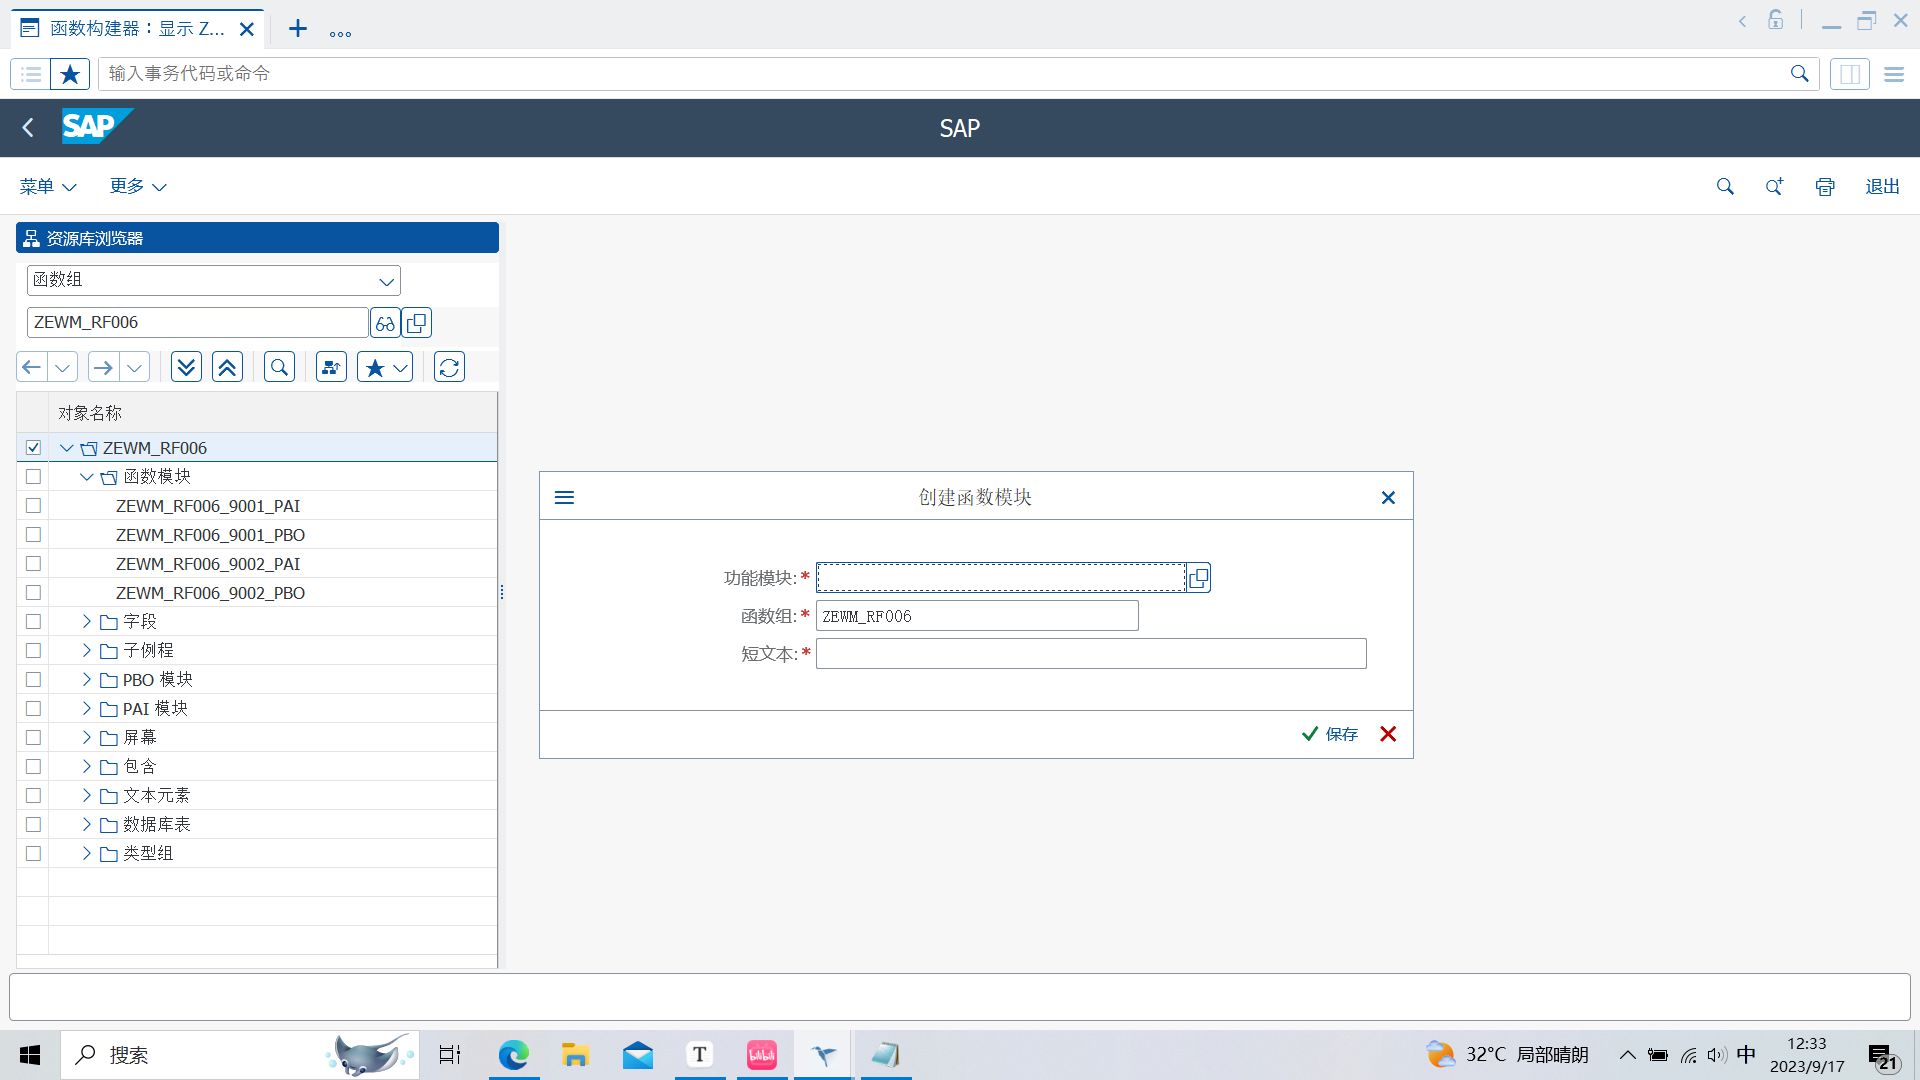 函数构建器：显示 Z...
输入事务代码或命令
SAP
SAP
菜单
更多
退出
资源库浏览器
函数组
ZEWM_RF006
对象名称
ZEWM_RF006
函数模块
ZEWM_RF006_9001_PAI
ZEWM_RF006_9001_PBO
ZEWM_RF006_9002_PAI
ZEWM_RF006_9002_PBO
字段
子例程
PBO 模块
PAI 模块
屏幕
包含
文本元素
数据库表
类型组
创建函数模块
功能模块:*
函数组:* ZEWM_RF006
短文本:*
保存
搜索
T
bilibili
32°C 局部晴朗
中
12:33
2023/9/17
21